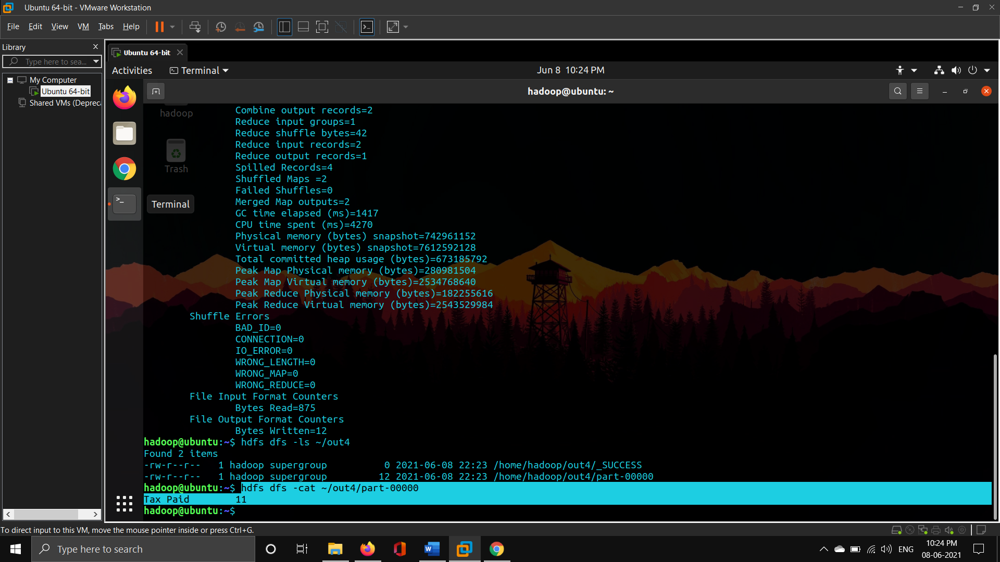 Ubuntu 64-bit - VMware Workstation
File Edit View VM Tabs Help
Library
Type here to sea...
My Computer
Ubuntu 64-bit
Shared VMs (Depreca
Ubuntu 64-bit
Activities Terminal Jun 8 10:24 PM
hadoop@ubuntu: ~
hadoop
Trash
Terminal
Combine output records=2
Reduce input groups=1
Reduce shuffle bytes=42
Reduce input records=2
Reduce output records=1
Spilled Records=4
Shuffled Maps =2
Failed Shuffles=0
Merged Map outputs=2
GC time elapsed (ms)=1417
CPU time spent (ms)=4270
Physical memory (bytes) snapshot=742961152
Virtual memory (bytes) snapshot=7612592128
Total committed heap usage (bytes)=673185792
Peak Map Physical memory (bytes)=280981504
Peak Map Virtual memory (bytes)=2534768640
Peak Reduce Physical memory (bytes)=182255616
Peak Reduce Virtual memory (bytes)=2543529984
Shuffle Errors
BAD_ID=0
CONNECTION=0
IO_ERROR=0
WRONG_LENGTH=0
WRONG_MAP=0
WRONG_REDUCE=0
File Input Format Counters
Bytes Read=875
File Output Format Counters
Bytes Written=12
hadoop@ubuntu:~$ hdfs dfs -ls ~/out4
Found 2 items
-rw-r--r-- 1 hadoop supergroup 0 2021-06-08 22:23 /home/hadoop/out4/_SUCCESS
-rw-r--r-- 1 hadoop supergroup 12 2021-06-08 22:23 /home/hadoop/out4/part-00000
hadoop@ubuntu:~$ hdfs dfs -cat ~/out4/part-00000
Tax Paid 11
hadoop@ubuntu:~$
To direct input to this VM, move the mouse pointer inside or press Ctrl+G.
Type here to search
ENG
10:24 PM
08-06-2021